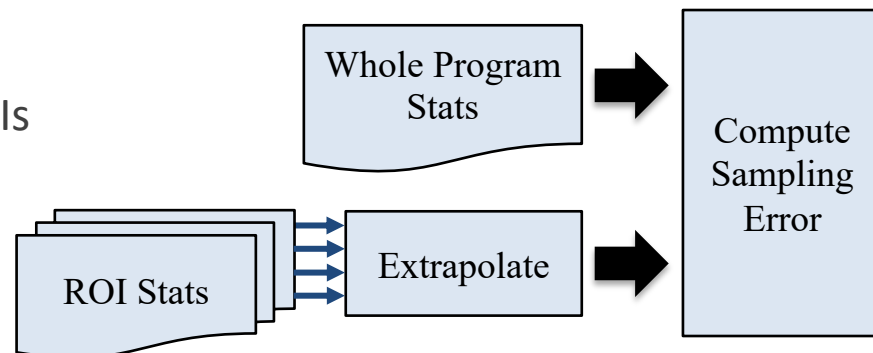 Whole Program
Stats
ls
Compute
Sampling
Error
Extrapolate
ROI Stats